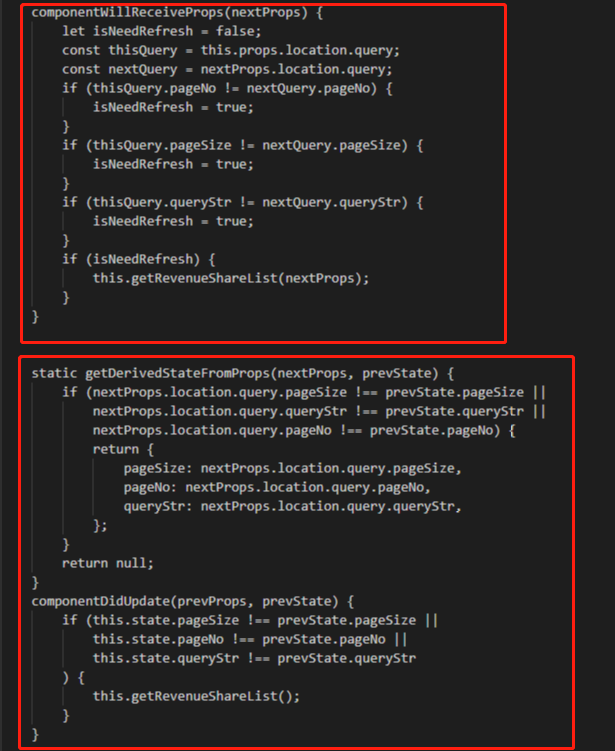 componentWillReceiveProps(nextProps) {
    let isNeedRefresh = false;
    const thisQuery = this.props.location.query;
    const nextQuery = nextProps.location.query;
    if (thisQuery.pageNo != nextQuery.pageNo) {
        isNeedRefresh = true;
    }
    if (thisQuery.pageSize != nextQuery.pageSize) {
        isNeedRefresh = true;
    }
    if (thisQuery.queryStr != nextQuery.queryStr) {
        isNeedRefresh = true;
    }
    if (isNeedRefresh) {
        this.getRevenueShareList(nextProps);
    }
}
static getDerivedStateFromProps(nextProps, prevState) {
    if (nextProps.location.query.pageSize !== prevState.pageSize ||
        nextProps.location.query.queryStr !== prevState.queryStr ||
        nextProps.location.query.pageNo !== prevState.pageNo) {
        return {
            pageSize: nextProps.location.query.pageSize,
            pageNo: nextProps.location.query.pageNo,
            queryStr: nextProps.location.query.queryStr,
        };
    }
    return null;
}
componentDidUpdate(prevProps, prevState) {
    if (this.state.pageSize !== prevState.pageSize ||
        this.state.pageNo !== prevState.pageNo ||
        this.state.queryStr !== prevState.queryStr
    ) {
        this.getRevenueShareList();
    }
}